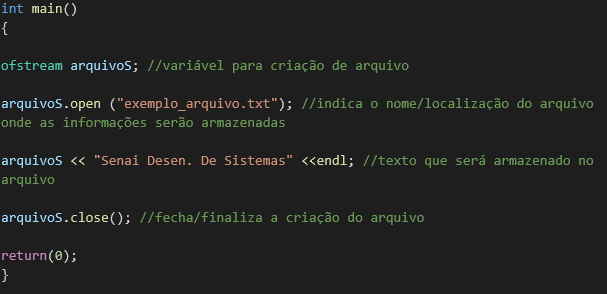 int main()
{
ofstream arquivoS; //variável para criação de arquivo
arquivoS.open ("exemplo_arquivo.txt"); //indica o nome/localização do arquivo
onde as informações serão armazenadas
arquivoS << "Senai Desen. De Sistemas" <<endl; //texto que será armazenado no
arquivo
arquivoS.close(); //fecha/finaliza a criação do arquivo
return(0);
}